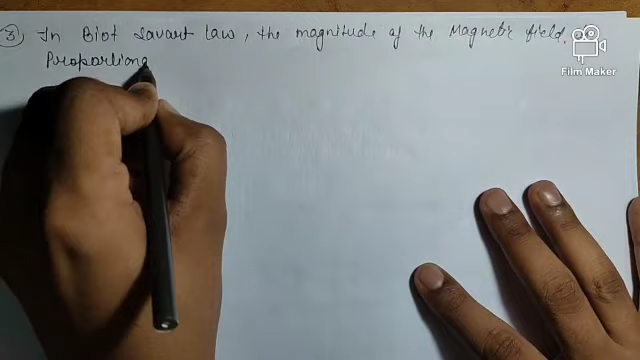 3) In Biot Savart law, the magnitude of the Magnetic field,
Proportiona
Film Maker